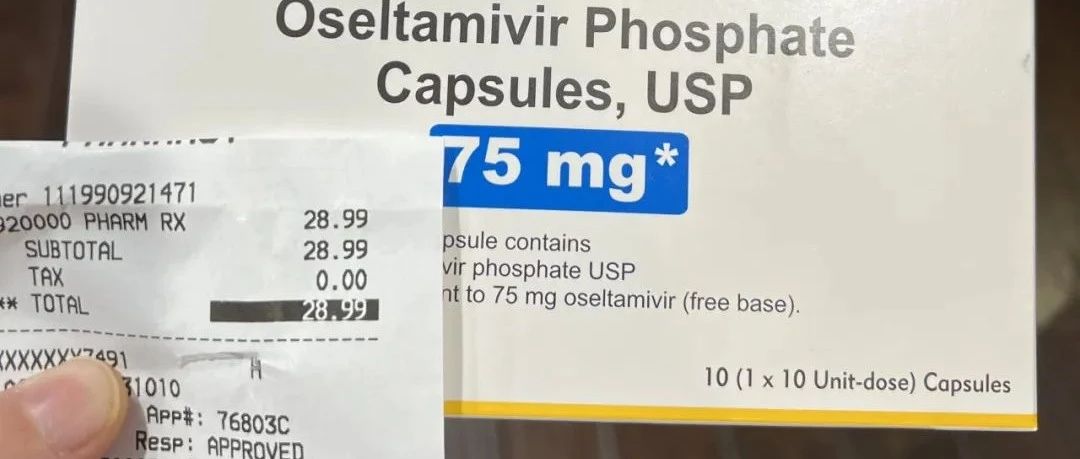 Oseltamivir Phosphate
Capsules, USP
75 mg*
psule contains
vir phosphate USP
nt to 75 mg oseltamivir (free base).
10 (1 x 10 Unit-dose) Capsules
er 111990921471
320000 PHARM RX 28.99
SUBTOTAL 28.99
TAX 0.00
** TOTAL 28.99
XXXXXXX7491
31010
H
App#: 76803C
Resp: APPROVED